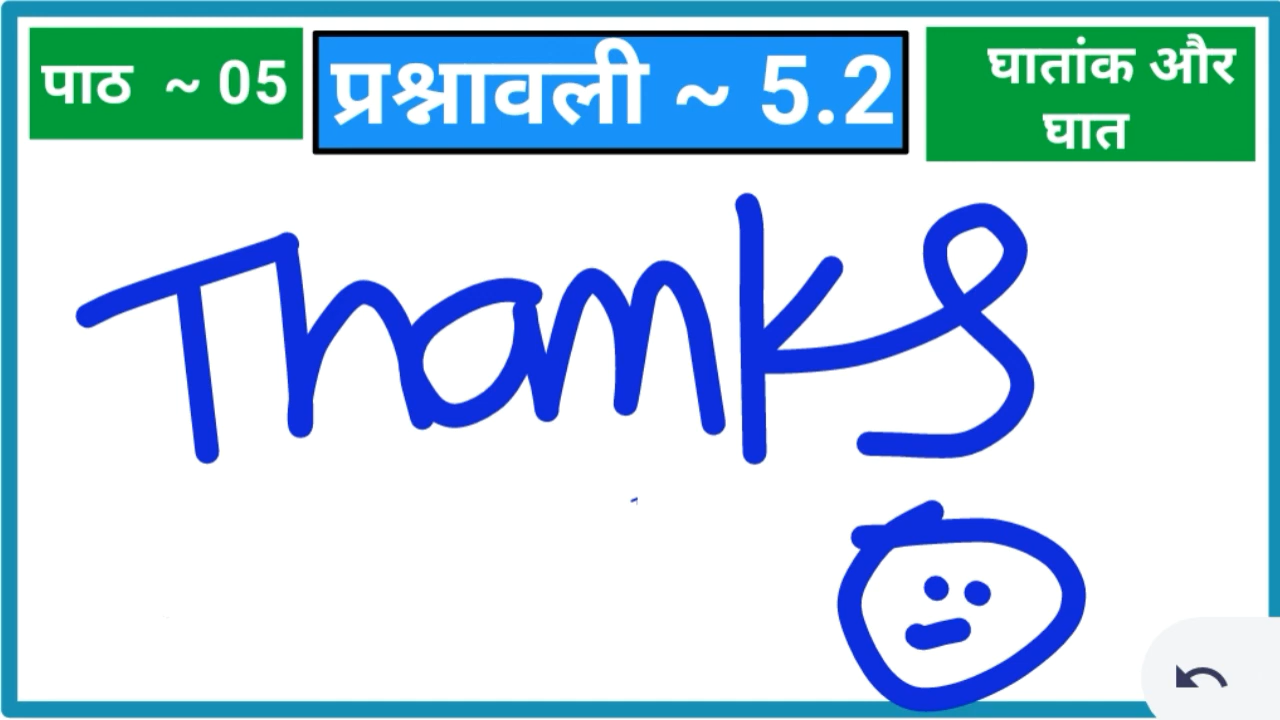 पाठ ~ 05
प्रश्नावली ~ 5.2
घातांक और
घात
Thanks